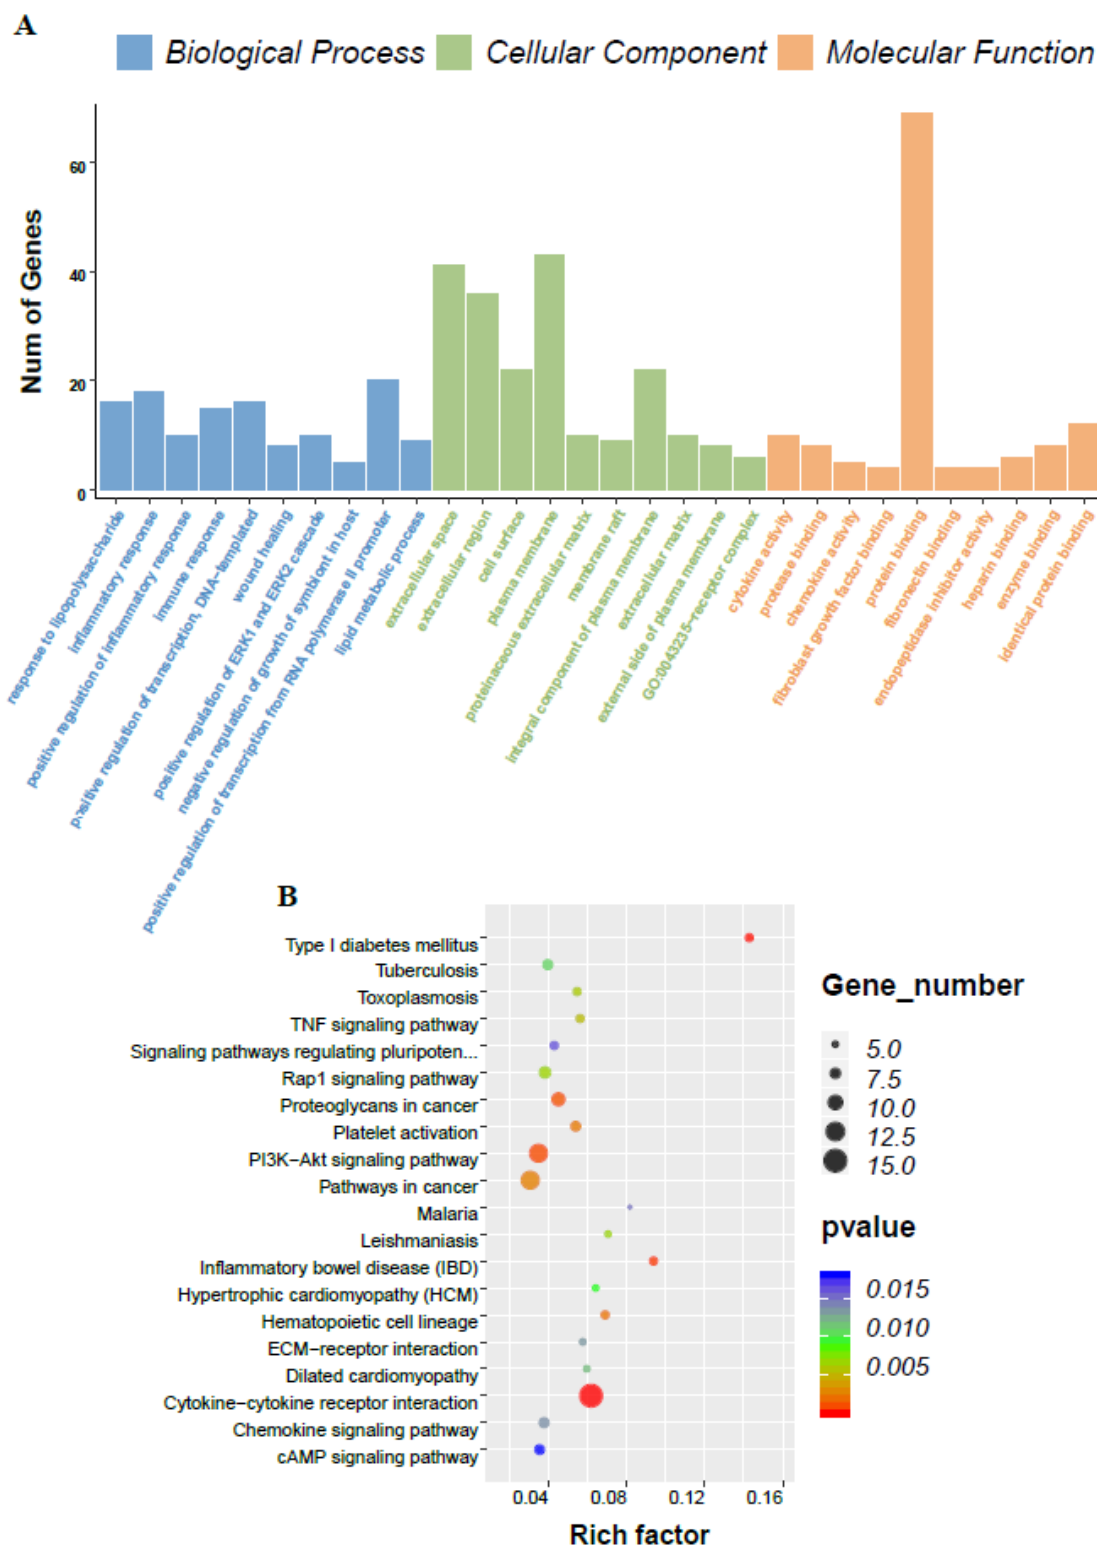 A
Biological Process
Cellular Component
Molecular Function
Num of Genes
60
40
20
0
response to lipopolysaccharide
inflammatory response
positive regulation of inflammatory response
immune response
positive regulation of transcription, DNA−templated
wound healing
positive regulation of ERK1 and ERK2 cascade
negative regulation of growth of symbiont in host
positive regulation of transcription from RNA polymerase II promoter
lipid metabolic process
extracellular space
extracellular region
cell surface
plasma membrane
proteinaceous extracellular matrix
membrane raft
integral component of plasma membrane
extracellular matrix
external side of plasma membrane
GO:0043235−receptor complex
cytokine activity
protease binding
chemokine activity
fibroblast growth factor binding
protein binding
fibronectin binding
endopeptidase inhibitor activity
heparin binding
enzyme binding
identical protein binding
B
Type I diabetes mellitus
Tuberculosis
Toxoplasmosis
TNF signaling pathway
Signaling pathways regulating pluripoten...
Rap1 signaling pathway
Proteoglycans in cancer
Platelet activation
PI3K−Akt signaling pathway
Pathways in cancer
Malaria
Leishmaniasis
Inflammatory bowel disease (IBD)
Hypertrophic cardiomyopathy (HCM)
Hematopoietic cell lineage
ECM−receptor interaction
Dilated cardiomyopathy
Cytokine−cytokine receptor interaction
Chemokine signaling pathway
cAMP signaling pathway
0.04
0.08
0.12
0.16
Rich factor
Gene_number
5.0
7.5
10.0
12.5
15.0
pvalue
0.015
0.010
0.005